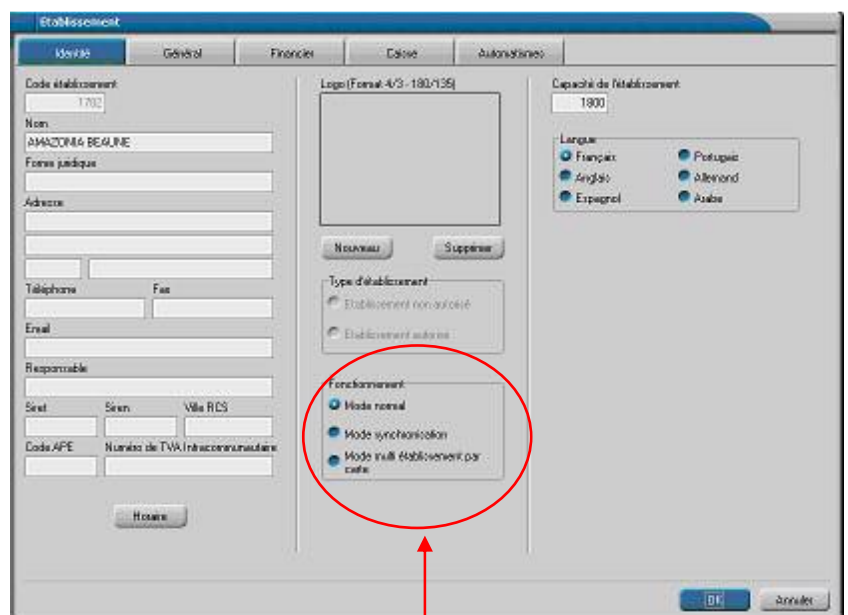 Etablissement
Identité Général Financier Caisse Automatismes
Code établissement
1702
Nom
AMAZONIA BEAUNE
Forme juridique
Adresse
Téléphone Fax
Email
Responsable
Siret Siren Ville RCS
Code APE Numéro de TVA Intracommunautaire
Horaire
Logo (Format 4/3 - 180/135)
Nouveau Supprimer
Type d'établissement
Etablissement non autorisé
Etablissement autorisé
Fonctionnement
Mode normal
Mode synchronisation
Mode multi établissement par
carte
Capacité de l'établissement
1800
Langue
Français Portugais
Anglais Allemand
Espagnol Arabe
OK Annuler